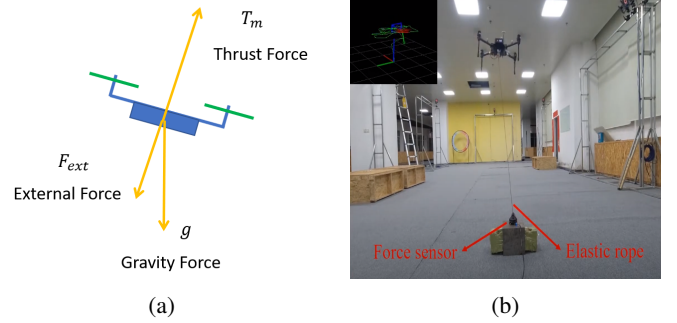 T_m
Thrust Force
F_ext
External Force
g
Gravity Force
Force sensor
Elastic rope
(a)
(b)